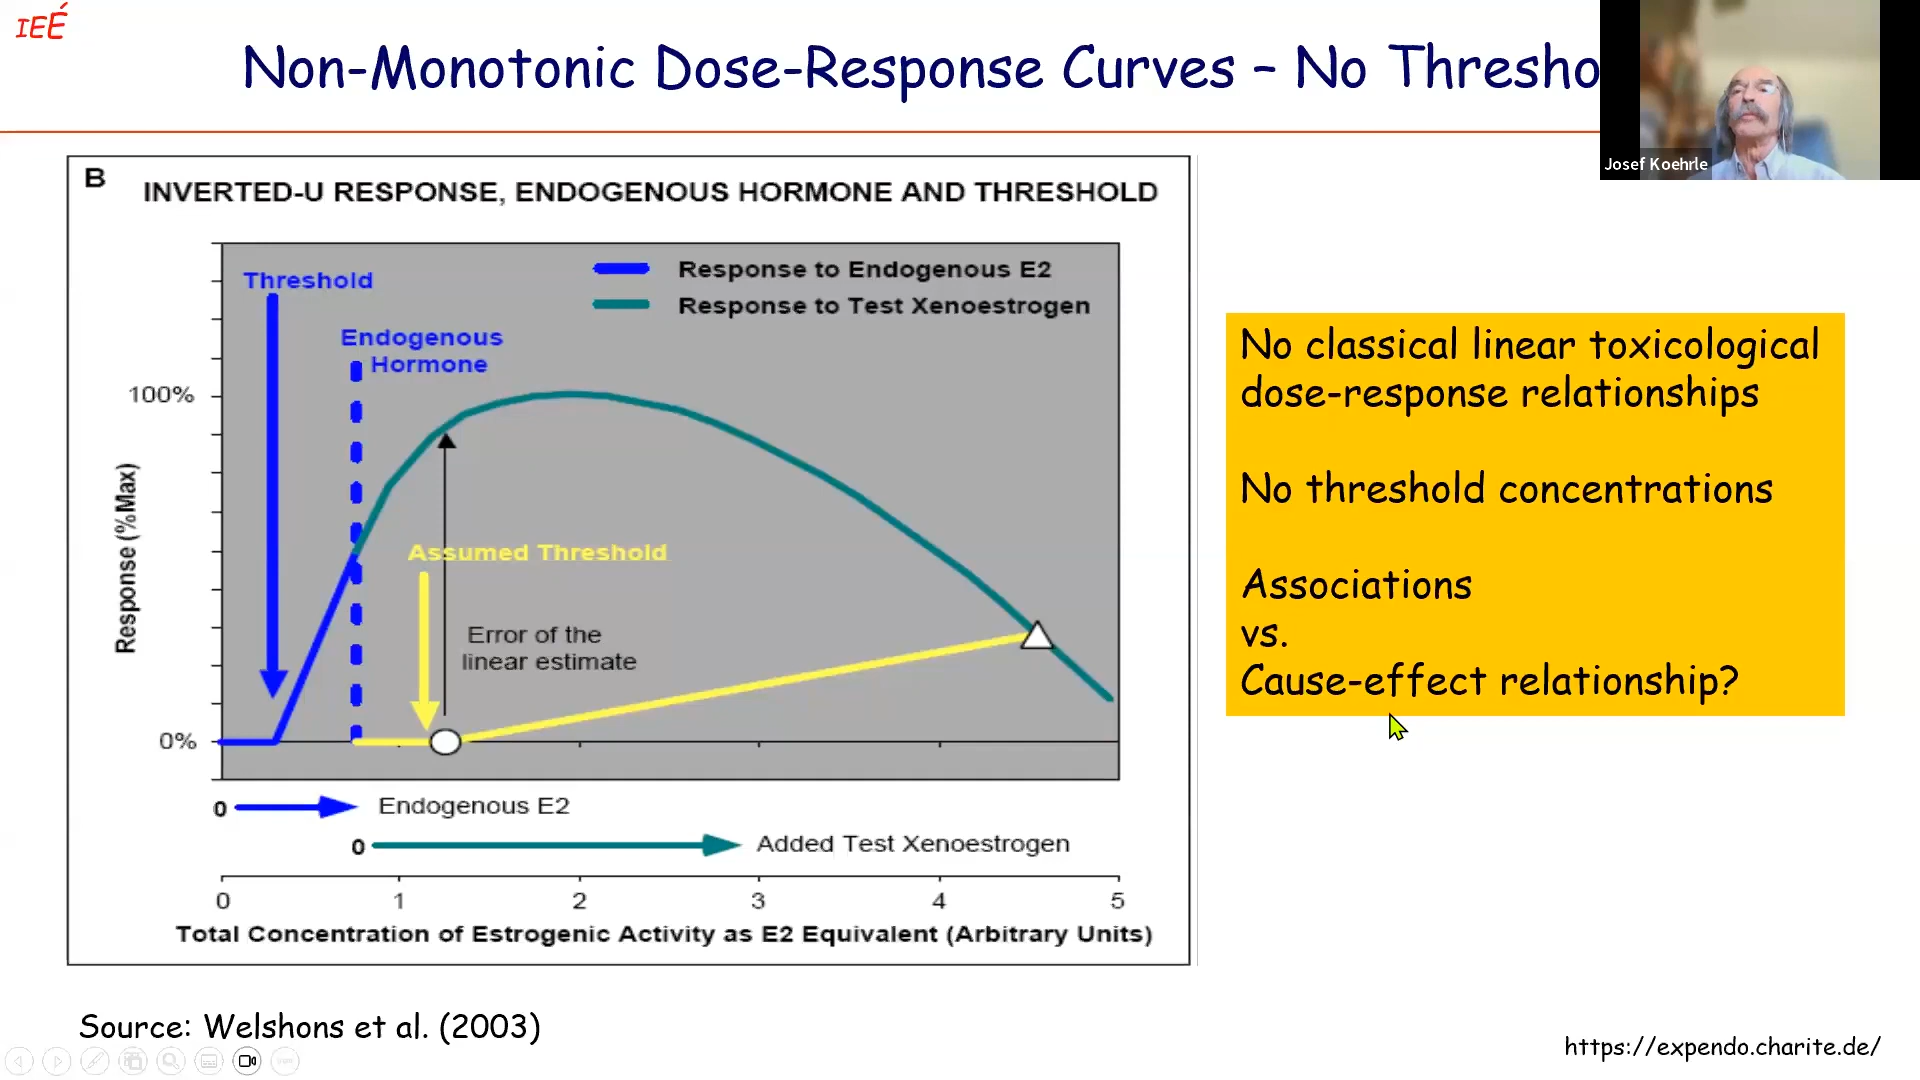 IEÉ
Non-Monotonic Dose-Response Curves – No Thresho
Josef Koehrle
B
INVERTED-U RESPONSE, ENDOGENOUS HORMONE AND THRESHOLD
Threshold
Response to Endogenous E2
Response to Test Xenoestrogen
Endogenous
Hormone
100%
Response (%Max)
Assumed Threshold
Error of the
linear estimate
0%
0
Endogenous E2
0
Added Test Xenoestrogen
0 1 2 3 4 5
Total Concentration of Estrogenic Activity as E2 Equivalent (Arbitrary Units)
No classical linear toxicological
dose-response relationships
No threshold concentrations
Associations
vs.
Cause-effect relationship?
Source: Welshons et al. (2003)
https://expendo.charite.de/